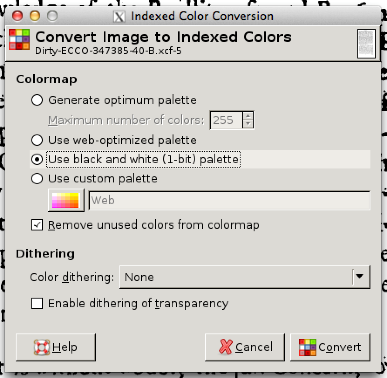 Indexed Color Conversion
Convert Image to Indexed Colors
Dirty-ECCO-347385-40-B.xcf-5
Colormap
Generate optimum palette
Maximum number of colors: 255
Use web-optimized palette
Use black and white (1-bit) palette
Use custom palette
Web
Remove unused colors from colormap
Dithering
Color dithering: None
Enable dithering of transparency
Help Cancel Convert